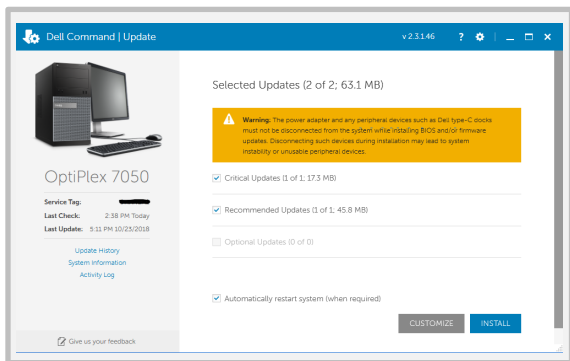 Dell Command | Update
v 2.3.1.46
?
Selected Updates (2 of 2; 63.1 MB)
Warning: The power adapter and any peripheral devices such as Dell type-C docks
must not be disconnected from the system while installing BIOS and/or firmware
updates. Disconnecting such devices during installation may lead to system
instability or unusable peripheral devices.
OptiPlex 7050
Service Tag:
Last Check: 2:38 PM Today
Last Update: 5:11 PM 10/23/2018
Update History
System Information
Activity Log
Give us your feedback
Critical Updates (1 of 1; 17.3 MB)
Recommended Updates (1 of 1; 45.8 MB)
Optional Updates (0 of 0)
Automatically restart system (when required)
CUSTOMIZE
INSTALL